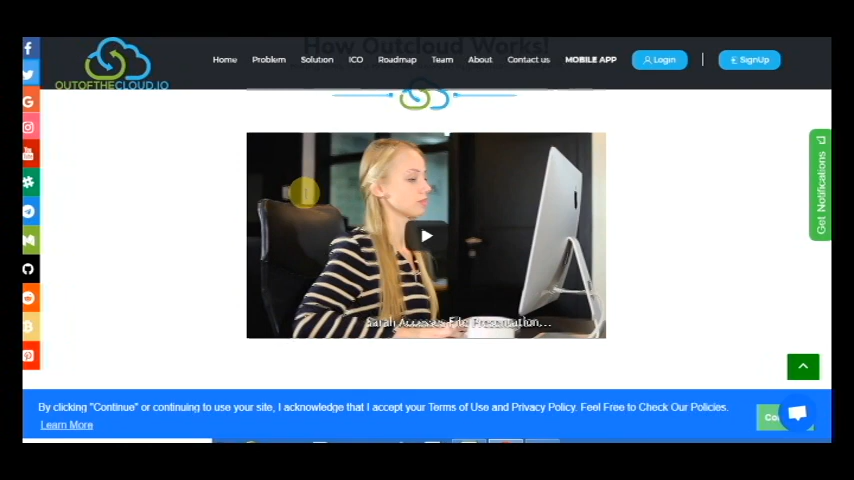 How Outcloud Works!
OUTOFTHECLOUD.IO
Home Problem Solution ICO Roadmap Team About Contact us MOBILE APP Login SignUp
Get Notifications
Sarah Accesses File Presentation...
By clicking "Continue" or continuing to use your site, I acknowledge that I accept your Terms of Use and Privacy Policy. Feel Free to Check Our Policies.
Learn More